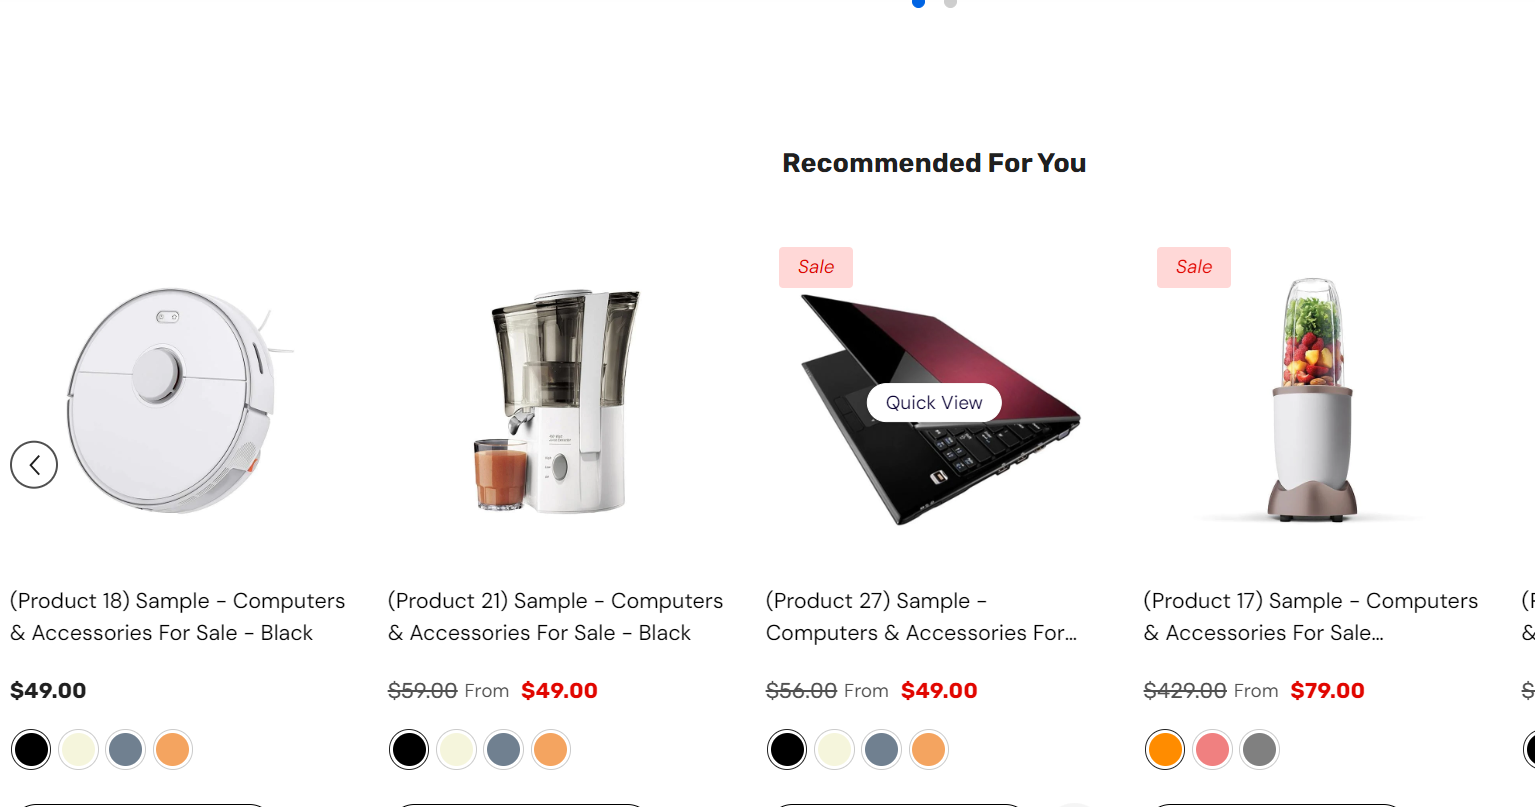 Recommended For You
Sale
Sale
Quick View
(Product 18) Sample - Computers
& Accessories For Sale - Black
$49.00
(Product 21) Sample - Computers
& Accessories For Sale - Black
$59.00 From $49.00
(Product 27) Sample -
Computers & Accessories For...
$56.00 From $49.00
(Product 17) Sample - Computers
& Accessories For Sale...
$429.00 From $79.00
(
&
$